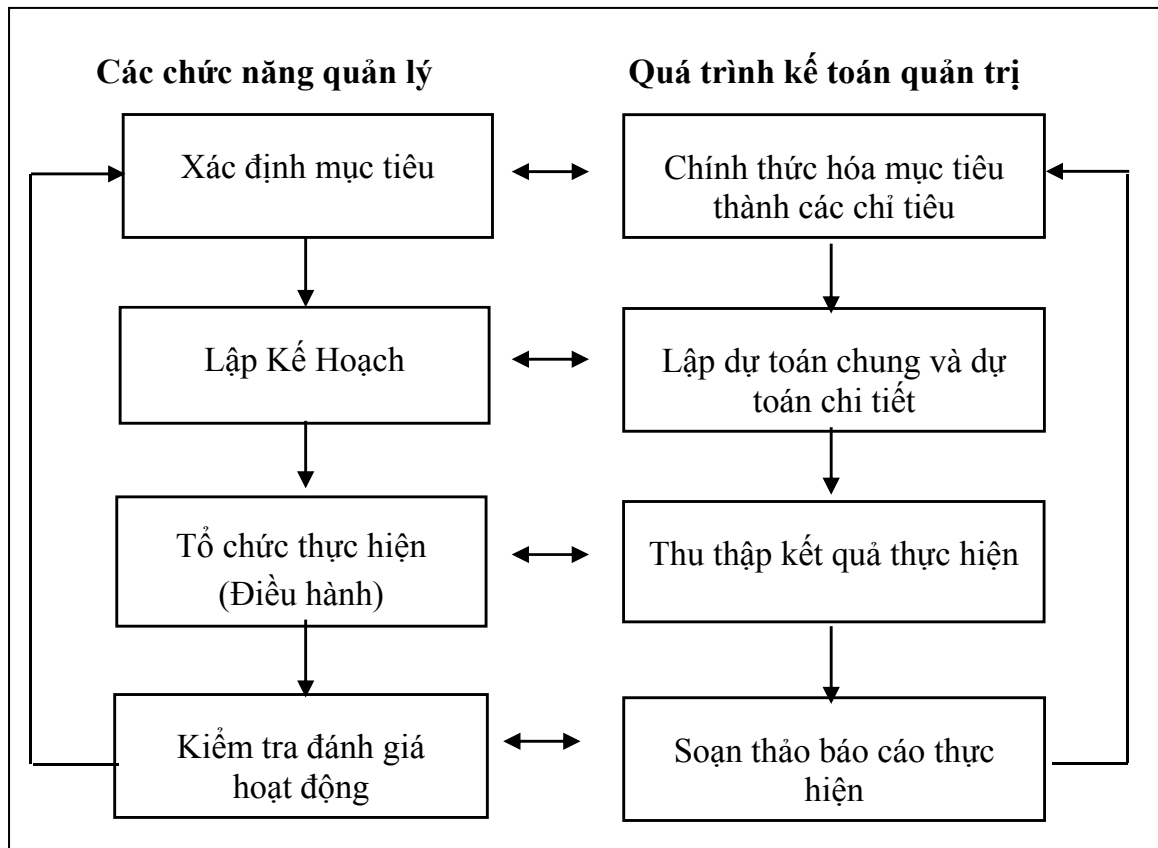 Các chức năng quản lý
Quá trình kế toán quản trị
Xác định mục tiêu
Chính thức hóa mục tiêu
thành các chỉ tiêu
Lập Kế Hoạch
Lập dự toán chung và dự
toán chi tiết
Tổ chức thực hiện
(Điều hành)
Thu thập kết quả thực hiện
Kiểm tra đánh giá
hoạt động
Soạn thảo báo cáo thực
hiện